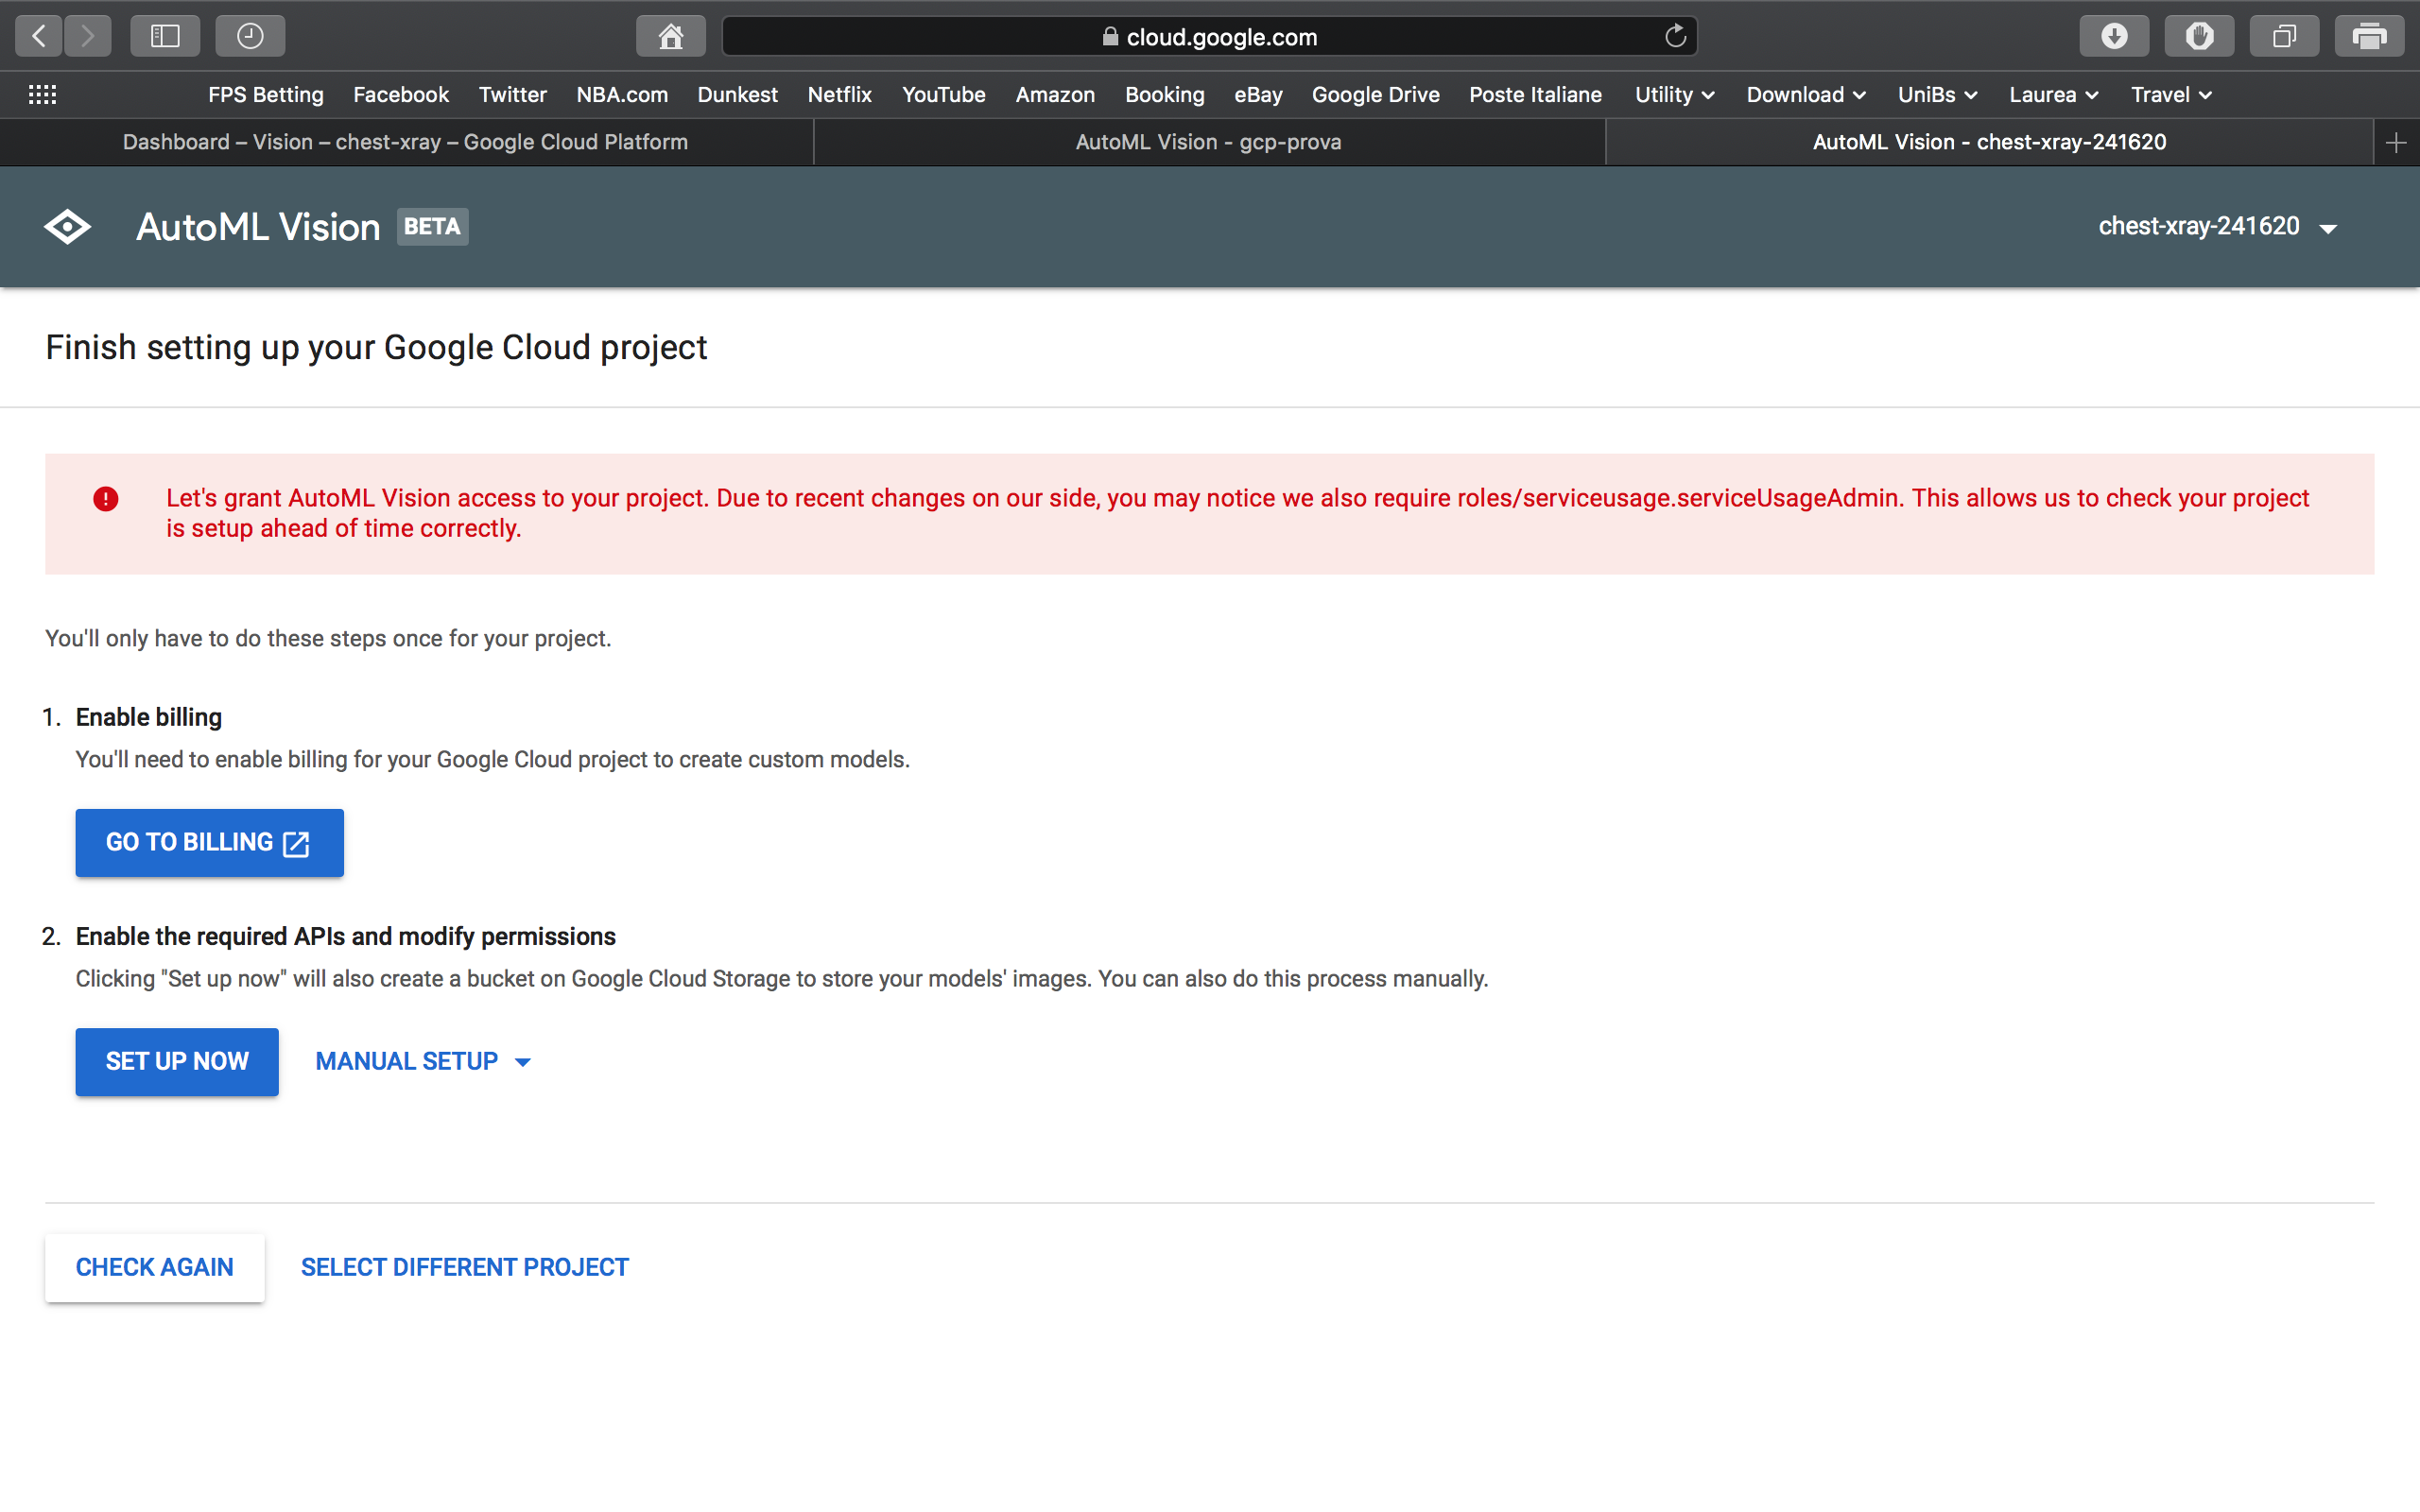 cloud.google.com
FPS Betting Facebook Twitter NBA.com Dunkest Netflix YouTube Amazon Booking eBay Google Drive Poste Italiane Utility Download UniBs Laurea Travel
Dashboard – Vision – chest-xray – Google Cloud Platform AutoML Vision - gcp-prova AutoML Vision - chest-xray-241620
AutoML Vision BETA chest-xray-241620
Finish setting up your Google Cloud project
Let's grant AutoML Vision access to your project. Due to recent changes on our side, you may notice we also require roles/serviceusage.serviceUsageAdmin. This allows us to check your project
is setup ahead of time correctly.
You'll only have to do these steps once for your project.
1. Enable billing
You'll need to enable billing for your Google Cloud project to create custom models.
GO TO BILLING
2. Enable the required APIs and modify permissions
Clicking "Set up now" will also create a bucket on Google Cloud Storage to store your models' images. You can also do this process manually.
SET UP NOW MANUAL SETUP
CHECK AGAIN SELECT DIFFERENT PROJECT